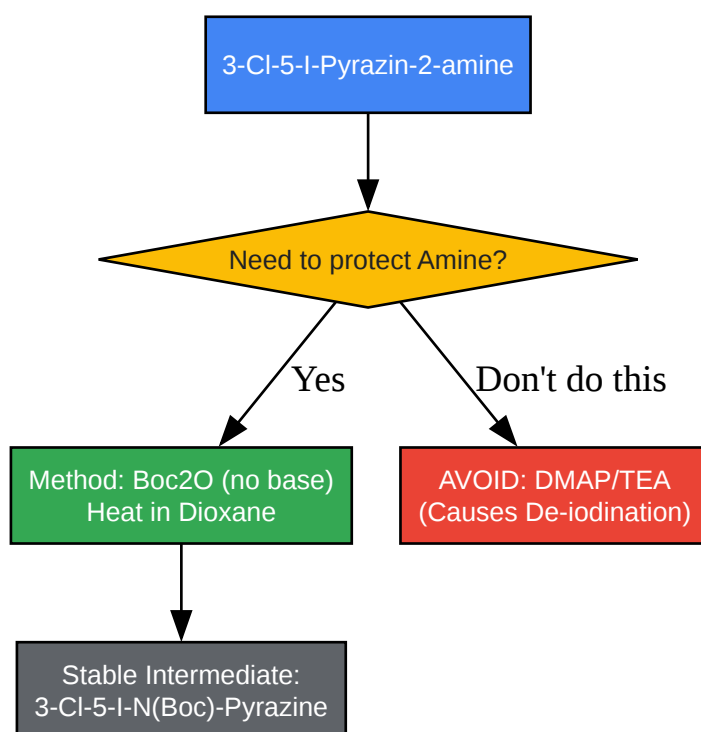 3-Cl-5-I-Pyrazin-2-amine
Need to protect Amine?
Yes
Don't do this
Method: Boc2O (no base)
Heat in Dioxane
AVOID: DMAP/TEA
(Causes De-iodination)
Stable Intermediate:
3-Cl-5-I-N(Boc)-Pyrazine